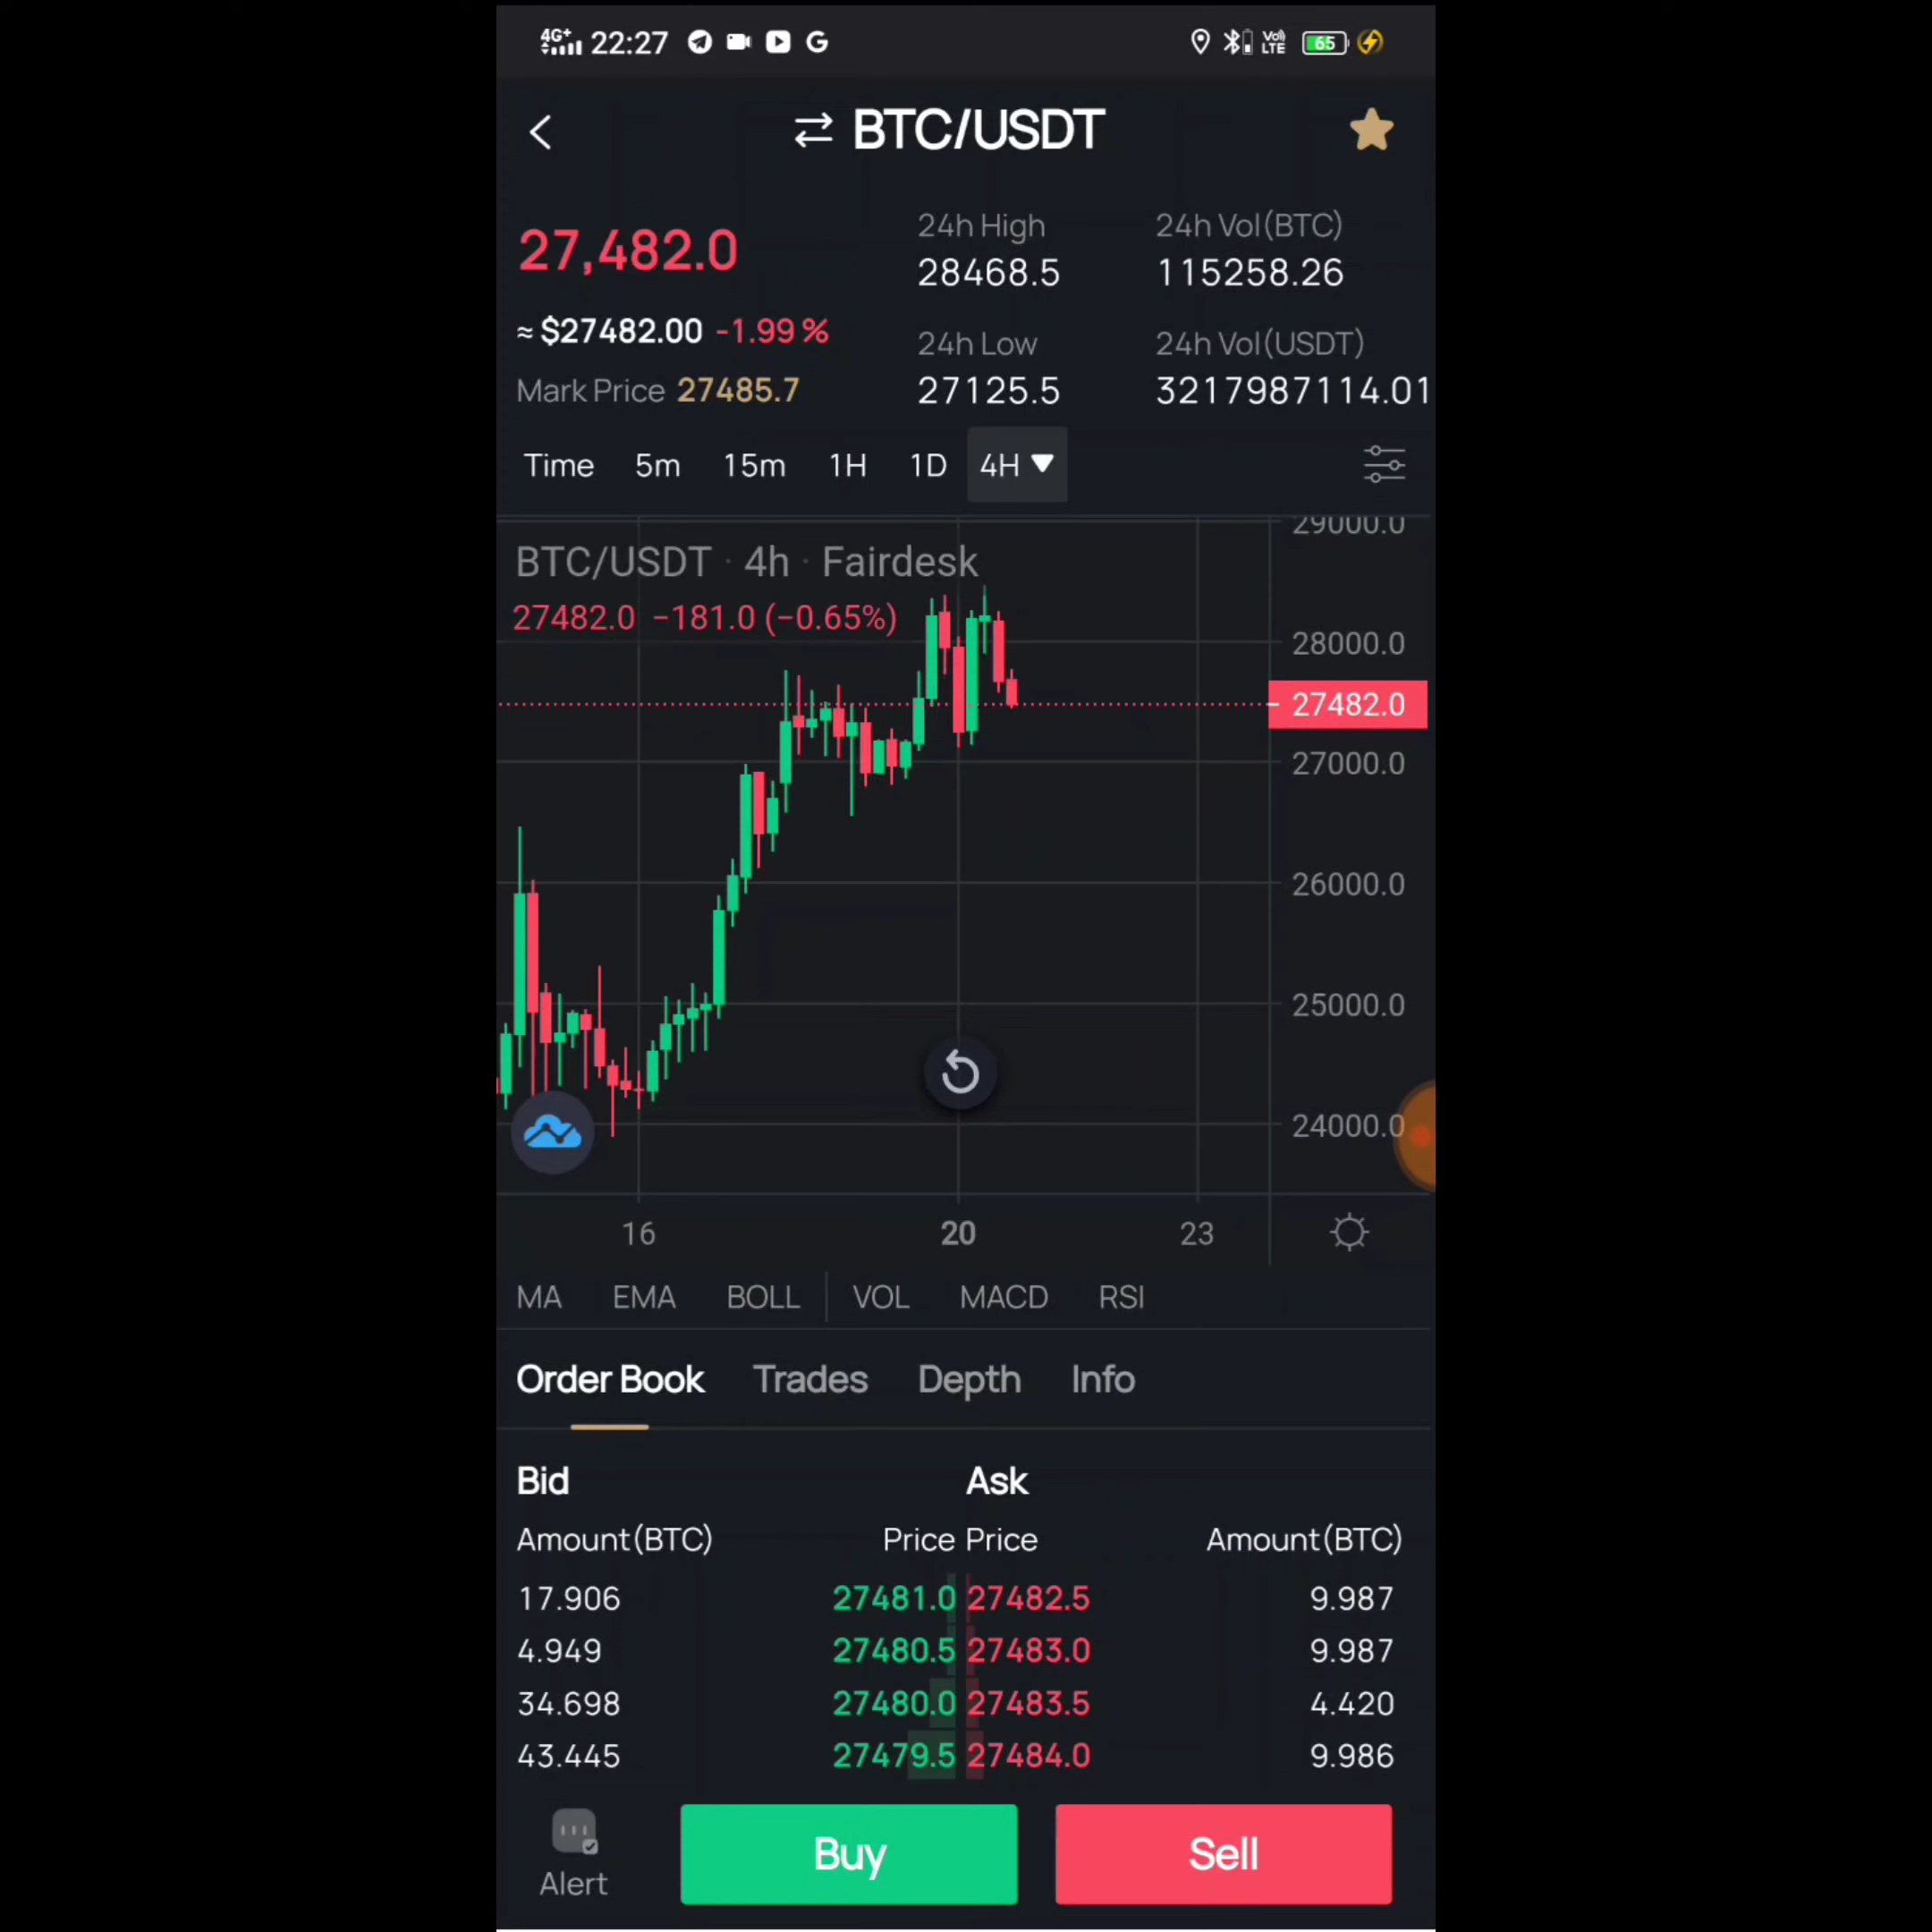 4G+ 22:27 G Vo) LTE 65
BTC/USDT
27,482.0
≈ $27482.00 -1.99%
Mark Price 27485.7
24h High
28468.5
24h Low
27125.5
24h Vol(BTC)
115258.26
24h Vol(USDT)
3217987114.01
Time 5m 15m 1H 1D 4H
BTC/USDT · 4h · Fairdesk
27482.0 −181.0 (−0.65%)
29000.0
28000.0
27482.0
27000.0
26000.0
25000.0
24000.0
16 20 23
MA EMA BOLL VOL MACD RSI
Order Book Trades Depth Info
Bid Ask
Amount(BTC) Price Price Amount(BTC)
17.906 27481.0 27482.5 9.987
4.949 27480.5 27483.0 9.987
34.698 27480.0 27483.5 4.420
43.445 27479.5 27484.0 9.986
Alert Buy Sell